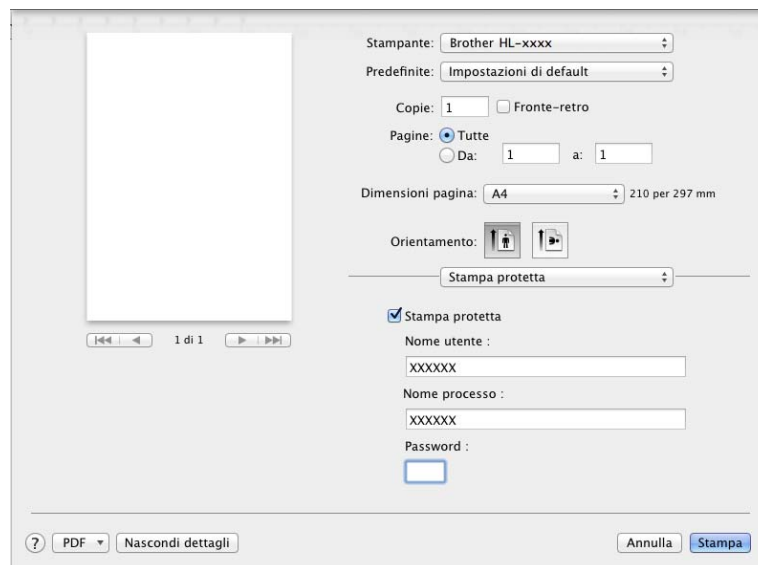 Stampante: Brother HL-xxxx
Predefinite: Impostazioni di default
Copie: 1 Fronte-retro
Pagine: Tutte
Da: 1 a: 1
Dimensioni pagina: A4 210 per 297 mm
Orientamento:
Stampa protetta
Stampa protetta
1 di 1
Nome utente :
XXXXXX
Nome processo :
XXXXXX
Password :
? PDF Nascondi dettagli Annulla Stampa